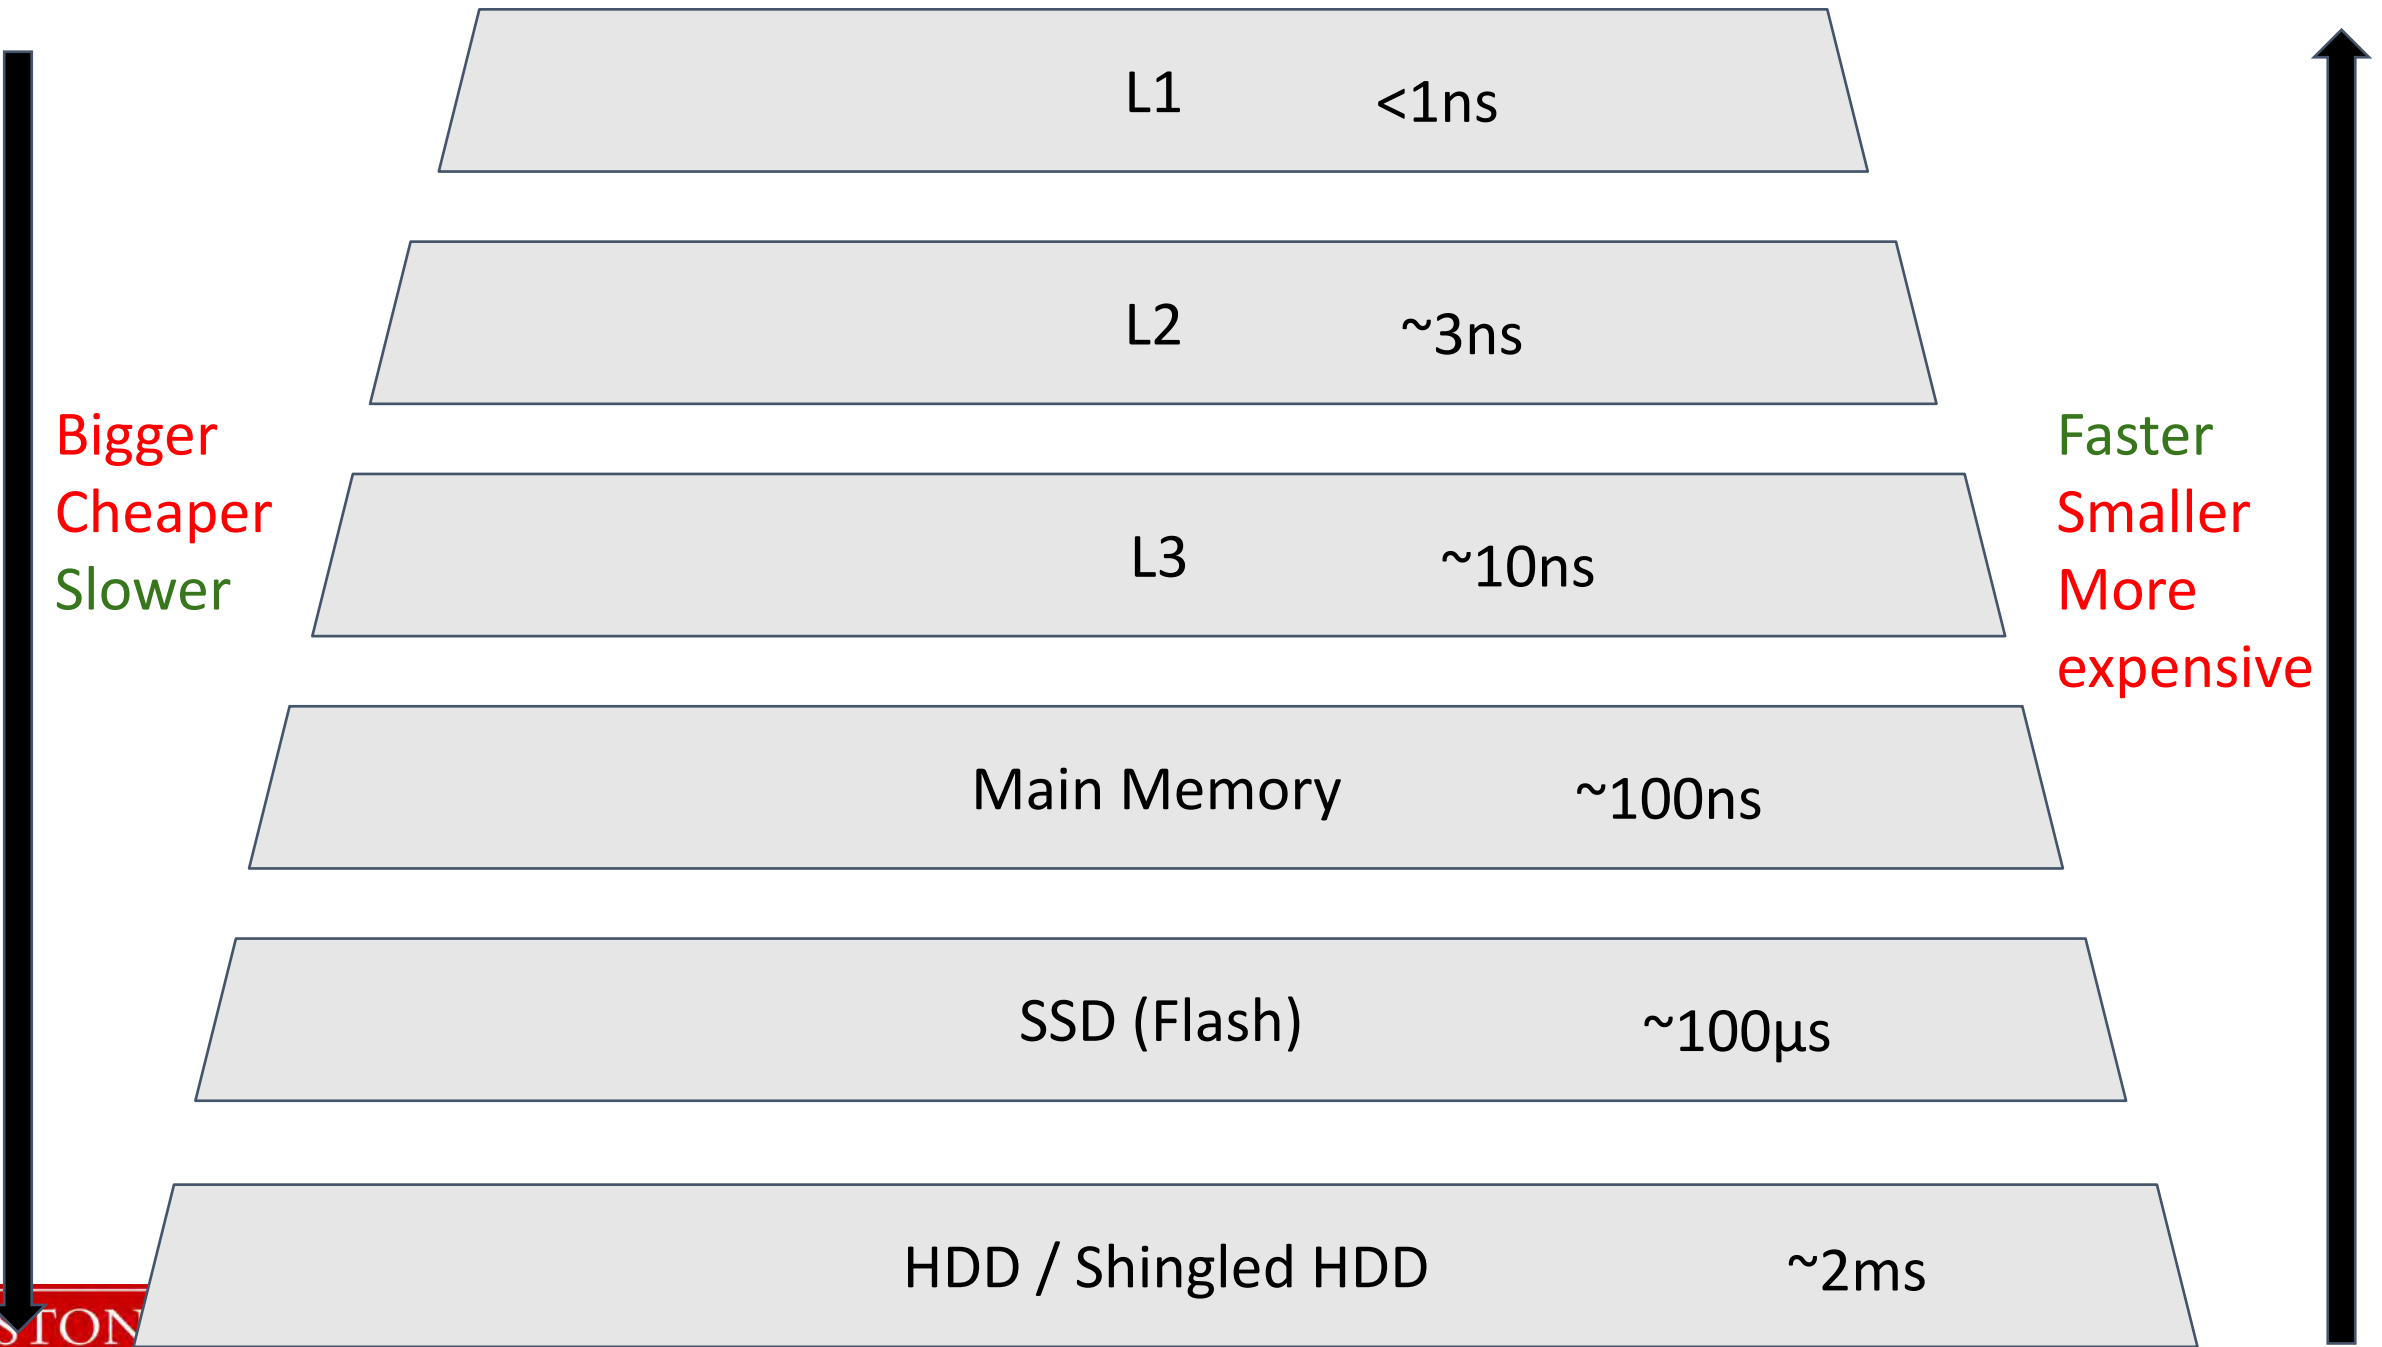 L1 <1ns
L2 ~3ns
Bigger
Cheaper
Slower
Faster
Smaller
More
expensive
L3 ~10ns
Main Memory ~100ns
SSD (Flash) ~100µs
HDD / Shingled HDD ~2ms